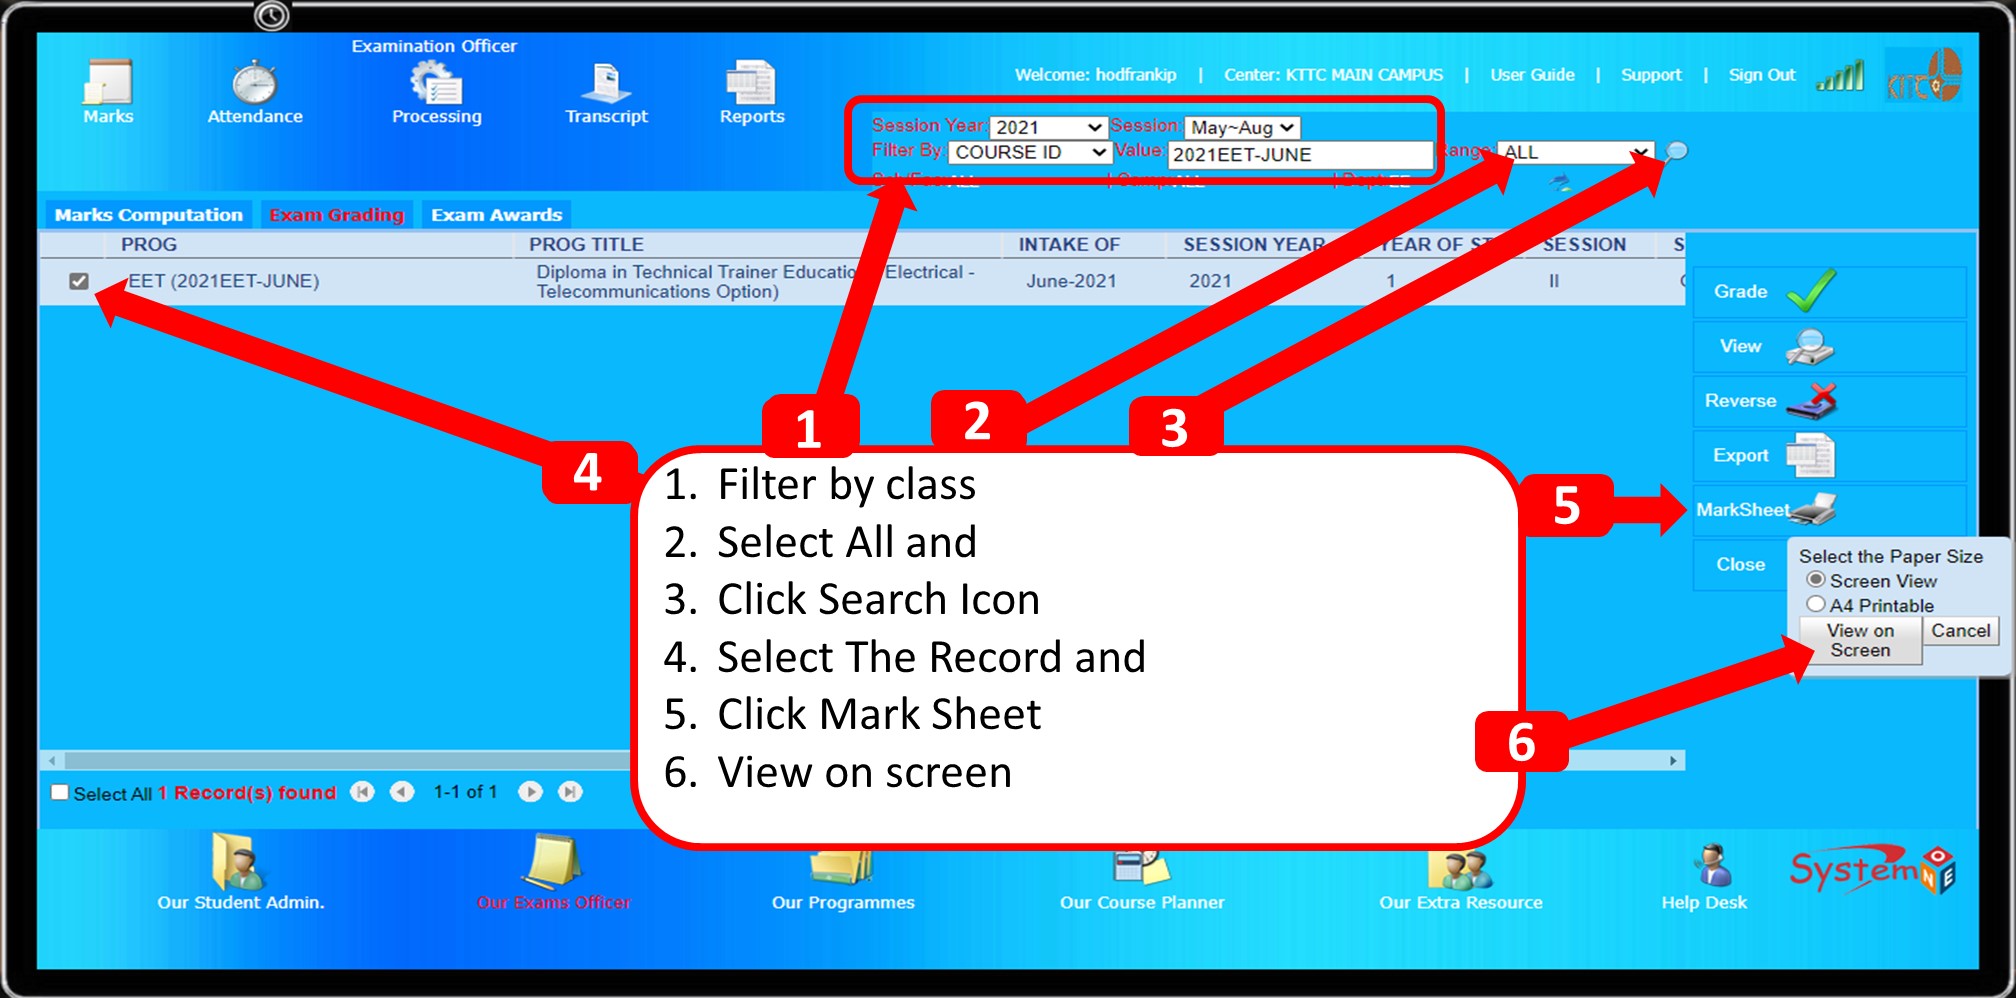 Examination Officer
Marks
Attendance
Processing
Transcript
Reports
Welcome: hodfrankip | Center: KTTC MAIN CAMPUS | User Guide | Support | Sign Out
KTTC
Session Year: 2021 Session: May~Aug
Filter By: COURSE ID Value: 2021EET-JUNE Range: ALL
Marks Computation Exam Grading Exam Awards
PROG PROG TITLE INTAKE OF SESSION YEAR YEAR OF ST SESSION S
EET (2021EET-JUNE) Diploma in Technical Trainer Education Electrical - June-2021 2021 1 II
Telecommunications Option)
Grade
View
Reverse
Export
MarkSheet
Close
Select the Paper Size
Screen View
A4 Printable
View on Screen
Cancel
1
2
3
4
5
6
1. Filter by class
2. Select All and
3. Click Search Icon
4. Select The Record and
5. Click Mark Sheet
6. View on screen
Select All 1 Record(s) found 1-1 of 1
Our Student Admin.
Our Exams Officer
Our Programmes
Our Course Planner
Our Extra Resource
Help Desk
System ONE